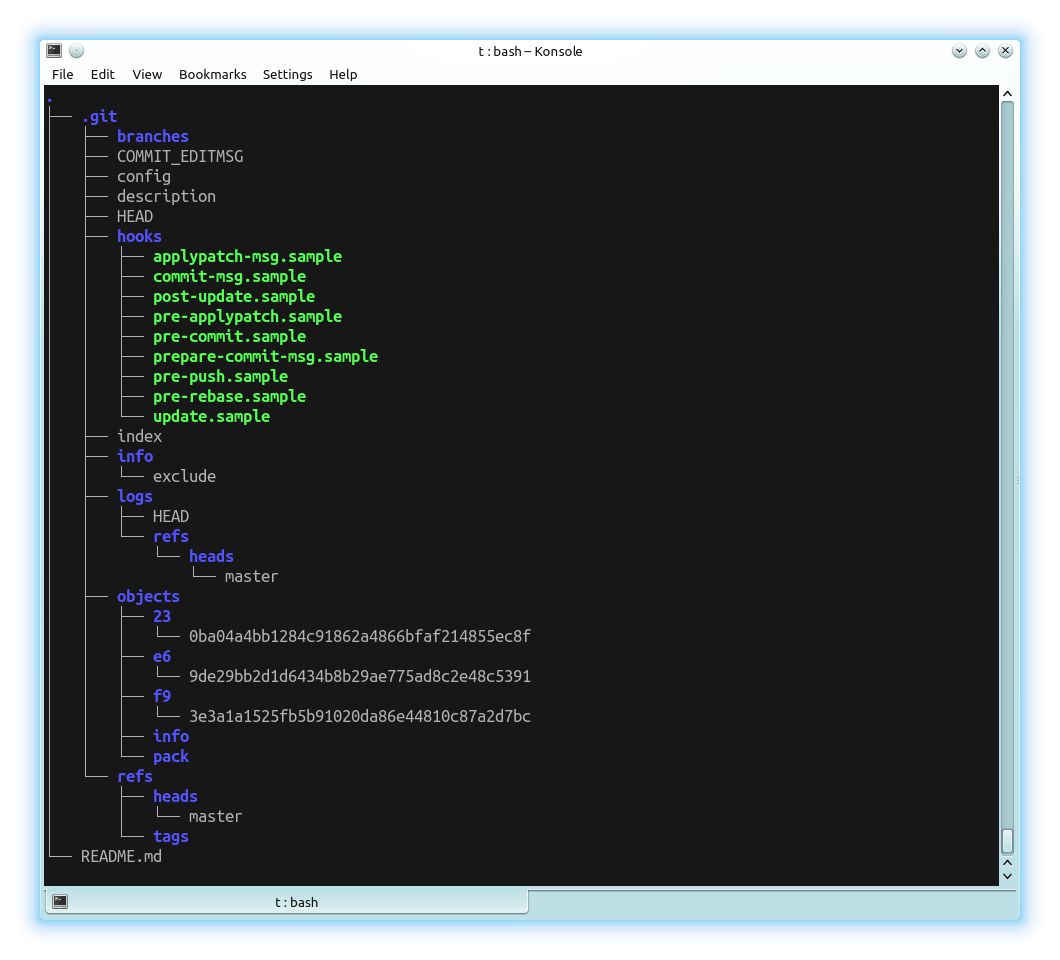 t : bash – Konsole
File Edit View Bookmarks Settings Help
.
├── .git
│   ├── branches
│   ├── COMMIT_EDITMSG
│   ├── config
│   ├── description
│   ├── HEAD
│   ├── hooks
│   │   ├── applypatch-msg.sample
│   │   ├── commit-msg.sample
│   │   ├── post-update.sample
│   │   ├── pre-applypatch.sample
│   │   ├── pre-commit.sample
│   │   ├── prepare-commit-msg.sample
│   │   ├── pre-push.sample
│   │   ├── pre-rebase.sample
│   │   └── update.sample
│   ├── index
│   ├── info
│   │   └── exclude
│   ├── logs
│   │   ├── HEAD
│   │   └── refs
│   │       └── heads
│   │           └── master
│   ├── objects
│   │   ├── 23
│   │   │   └── 0ba04a4bb1284c91862a4866bfaf214855ec8f
│   │   ├── e6
│   │   │   └── 9de29bb2d1d6434b8b29ae775ad8c2e48c5391
│   │   ├── f9
│   │   │   └── 3e3a1a1525fb5b91020da86e44810c87a2d7bc
│   │   ├── info
│   │   └── pack
│   └── refs
│       ├── heads
│       │   └── master
│       └── tags
└── README.md
t : bash